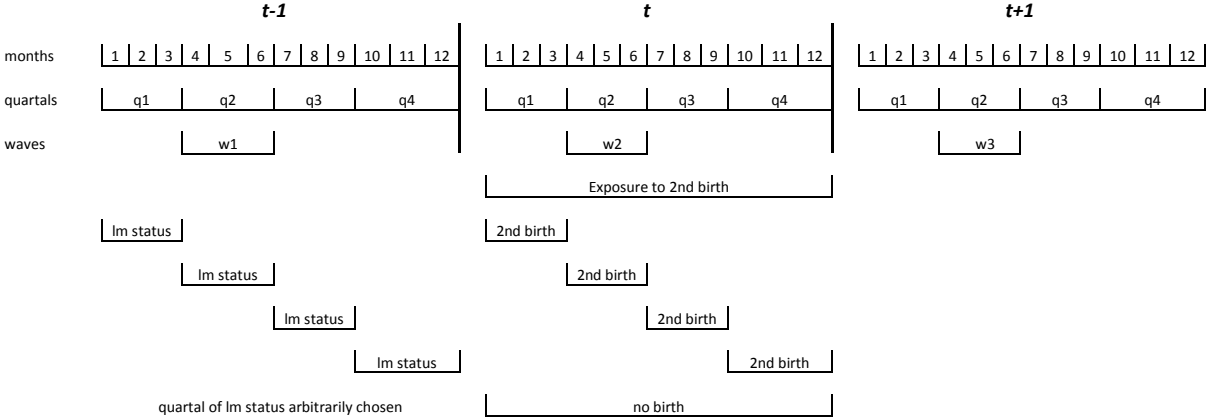 t-1 t t+1
months 1 2 3 4 5 6 7 8 9 10 11 12 1 2 3 4 5 6 7 8 9 10 11 12 1 2 3 4 5 6 7 8 9 10 11 12
quartals q1 q2 q3 q4 q1 q2 q3 q4 q1 q2 q3 q4
waves w1 w2 w3
Exposure to 2nd birth
lm status 2nd birth
lm status 2nd birth
lm status 2nd birth
lm status 2nd birth
quartal of lm status arbitrarily chosen no birth